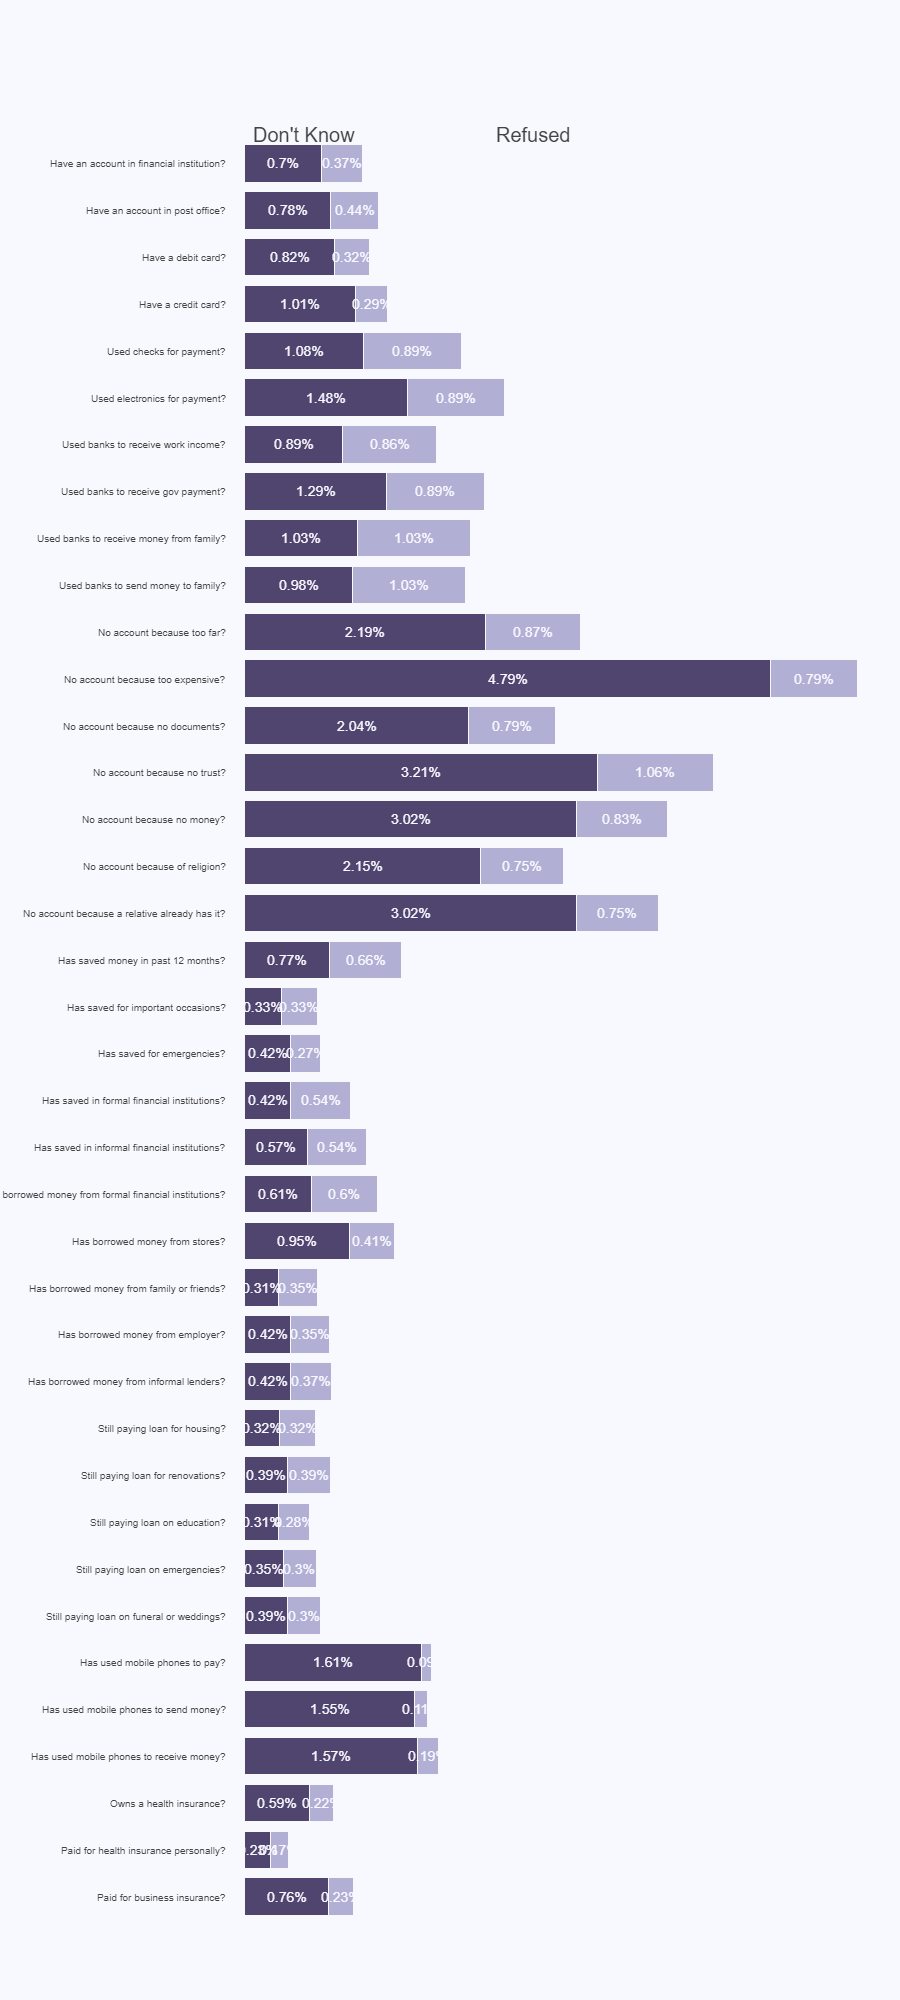 Don't Know Refused
Have an account in financial institution? 0.7% 0.37%
Have an account in post office? 0.78% 0.44%
Have a debit card? 0.82% 0.32%
Have a credit card? 1.01% 0.29%
Used checks for payment? 1.08% 0.89%
Used electronics for payment? 1.48% 0.89%
Used banks to receive work income? 0.89% 0.86%
Used banks to receive gov payment? 1.29% 0.89%
Used banks to receive money from family? 1.03% 1.03%
Used banks to send money to family? 0.98% 1.03%
No account because too far? 2.19% 0.87%
No account because too expensive? 4.79% 0.79%
No account because no documents? 2.04% 0.79%
No account because no trust? 3.21% 1.06%
No account because no money? 3.02% 0.83%
No account because of religion? 2.15% 0.75%
No account because a relative already has it? 3.02% 0.75%
Has saved money in past 12 months? 0.77% 0.66%
Has saved for important occasions? 0.33% 0.33%
Has saved for emergencies? 0.42% 0.27%
Has saved in formal financial institutions? 0.42% 0.54%
Has saved in informal financial institutions? 0.57% 0.54%
borrowed money from formal financial institutions? 0.61% 0.6%
Has borrowed money from stores? 0.95% 0.41%
Has borrowed money from family or friends? 0.31% 0.35%
Has borrowed money from employer? 0.42% 0.35%
Has borrowed money from informal lenders? 0.42% 0.37%
Still paying loan for housing? 0.32% 0.32%
Still paying loan for renovations? 0.39% 0.39%
Still paying loan on education? 0.31% 0.28%
Still paying loan on emergencies? 0.35% 0.3%
Still paying loan on funeral or weddings? 0.39% 0.3%
Has used mobile phones to pay? 1.61% 0.09
Has used mobile phones to send money? 1.55% 0.11
Has used mobile phones to receive money? 1.57% 0.19%
Owns a health insurance? 0.59% 0.22%
Paid for health insurance personally?
Paid for business insurance? 0.76% 0.23%